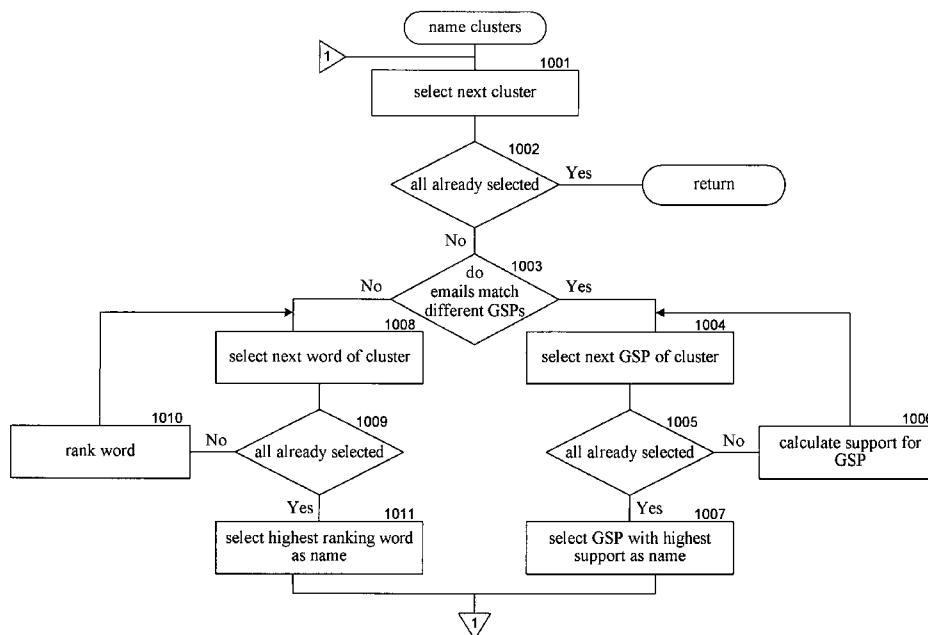 name clusters
1
1001
select next cluster
1002
all already selected
Yes
return
No
1003
do
emails match
different GSPs
No
Yes
1008
select next word of cluster
1004
select next GSP of cluster
1010
rank word
No
1009
all already selected
1005
all already selected
No
1006
calculate support for
GSP
Yes
1011
select highest ranking word
as name
Yes
1007
select GSP with highest
support as name
1